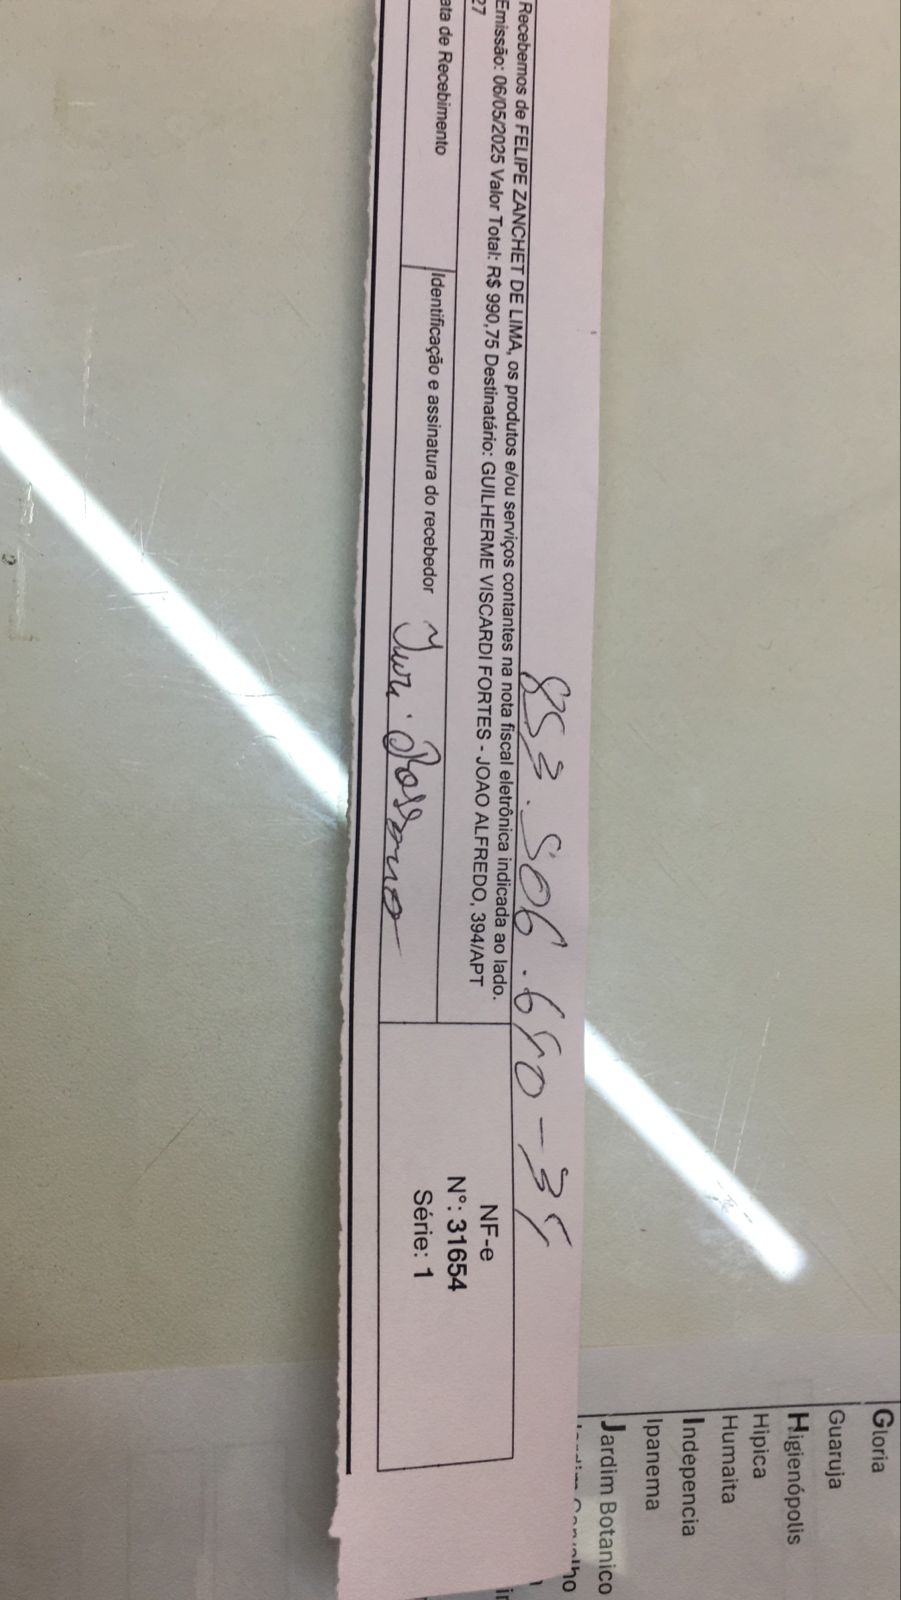 853.506.690-34
Recebemos de FELIPE ZANCHET DE LIMA, os produtos e/ou serviços contantes na nota fiscal eletrônica indicada ao lado.
Emissão: 06/05/2025 Valor Total: R$ 990,75 Destinatário: GUILHERME VISCARDI FORTES - JOAO ALFREDO, 394/APT
27
ata de Recebimento
Identificação e assinatura do recebedor
NF-e
Nº: 31654
Série: 1
Gloria
Guaruja
Higienópolis
Hipica
Humaita
Indepencia
Ipanema
Jardim Botanico